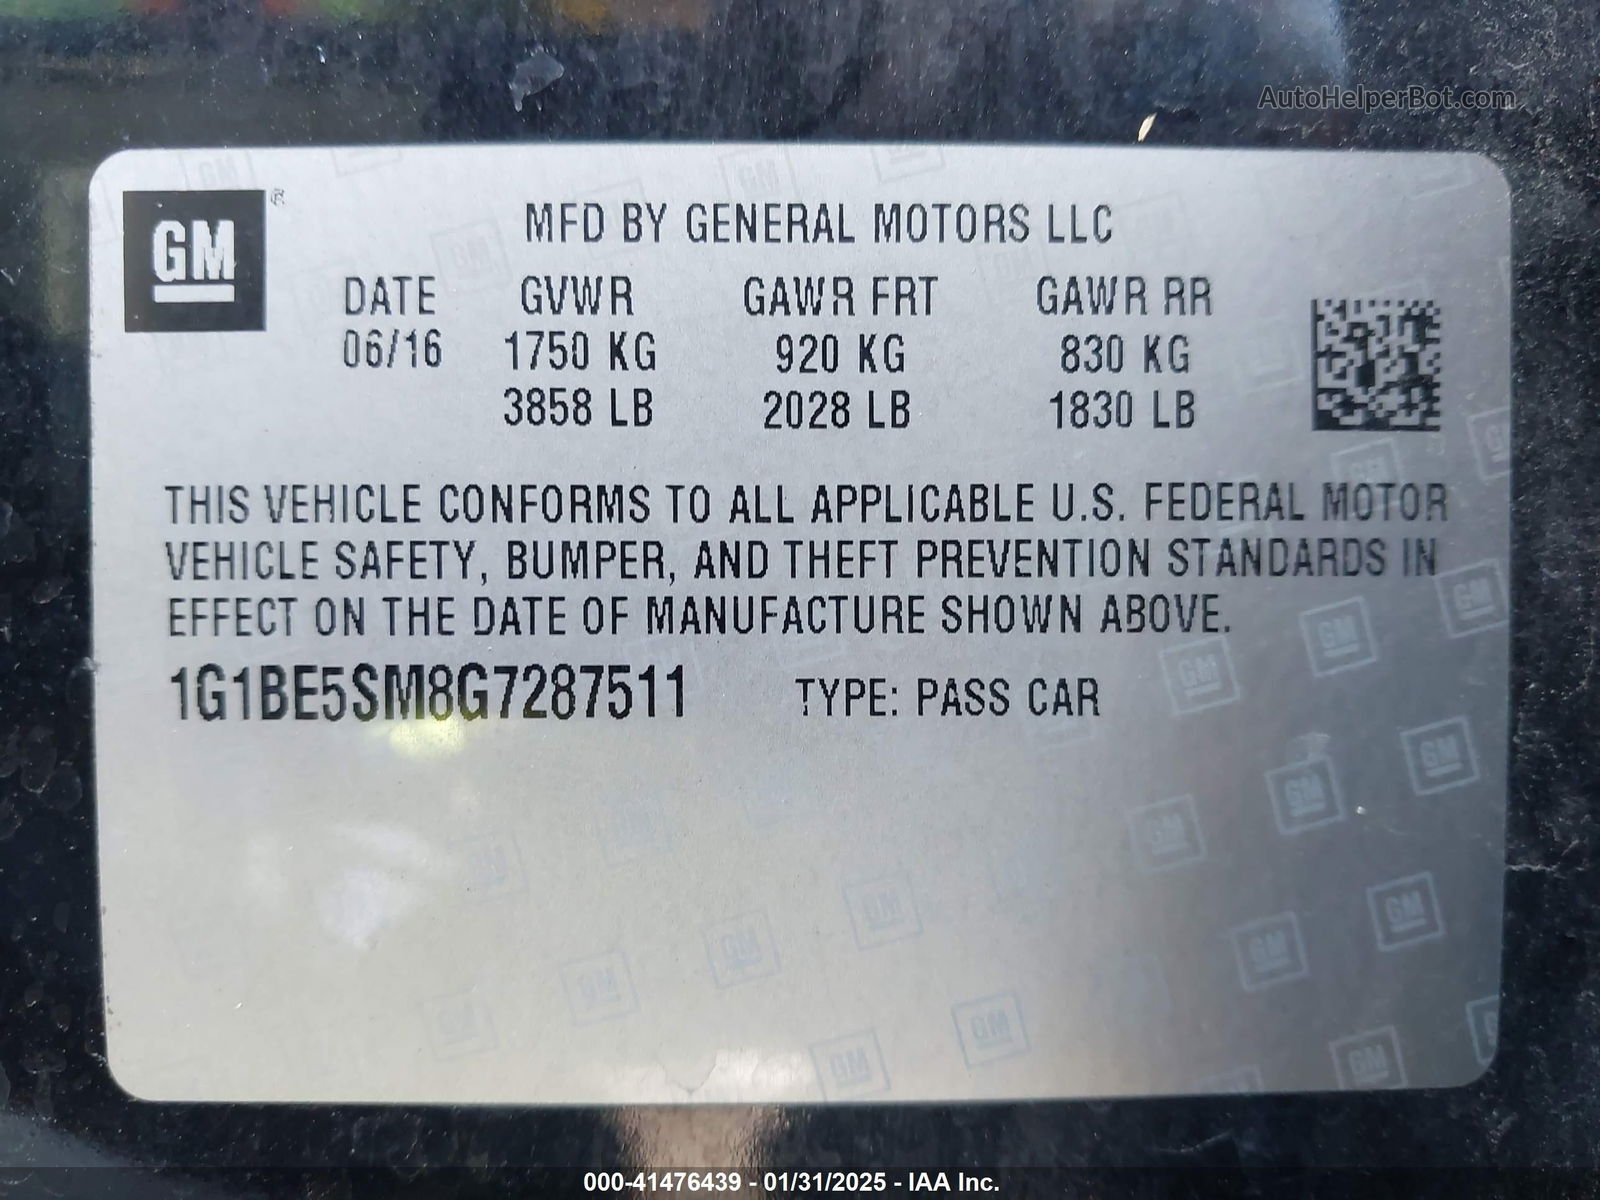 AutoHelperBot.com
GM ®
MFD BY GENERAL MOTORS LLC
DATE GVWR GAWR FRT GAWR RR
06/16 1750 KG 920 KG 830 KG
3858 LB 2028 LB 1830 LB
THIS VEHICLE CONFORMS TO ALL APPLICABLE U.S. FEDERAL MOTOR
VEHICLE SAFETY, BUMPER, AND THEFT PREVENTION STANDARDS IN
EFFECT ON THE DATE OF MANUFACTURE SHOWN ABOVE.
1G1BE5SM8G7287511 TYPE: PASS CAR
000-41476439 - 01/31/2025 - IAA Inc.